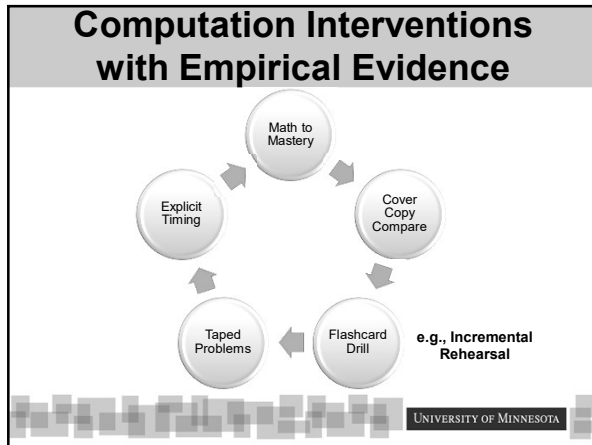 Computation Interventions
with Empirical Evidence
Math to
Mastery
Cover
Copy
Compare
Flashcard
Drill
e.g., Incremental
Rehearsal
Taped
Problems
Explicit
Timing
UNIVERSITY OF MINNESOTA